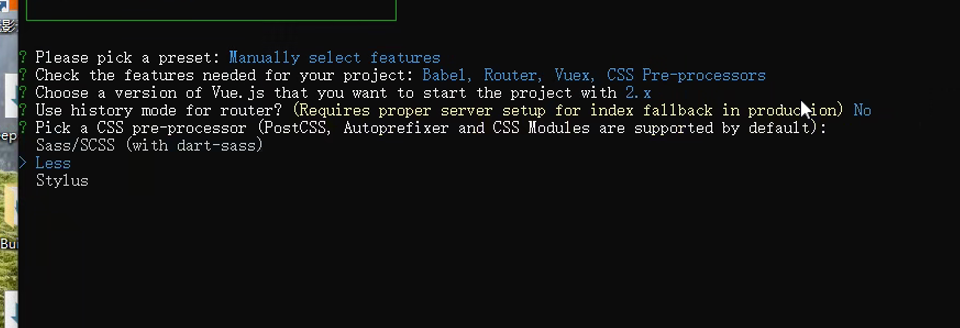 ? Please pick a preset: Manually select features
? Check the features needed for your project: Babel, Router, Vuex, CSS Pre-processors
? Choose a version of Vue.js that you want to start the project with 2.x
? Use history mode for router? (Requires proper server setup for index fallback in production) No
? Pick a CSS pre-processor (PostCSS, Autoprefixer and CSS Modules are supported by default):
Sass/SCSS (with dart-sass)
> Less
Stylus